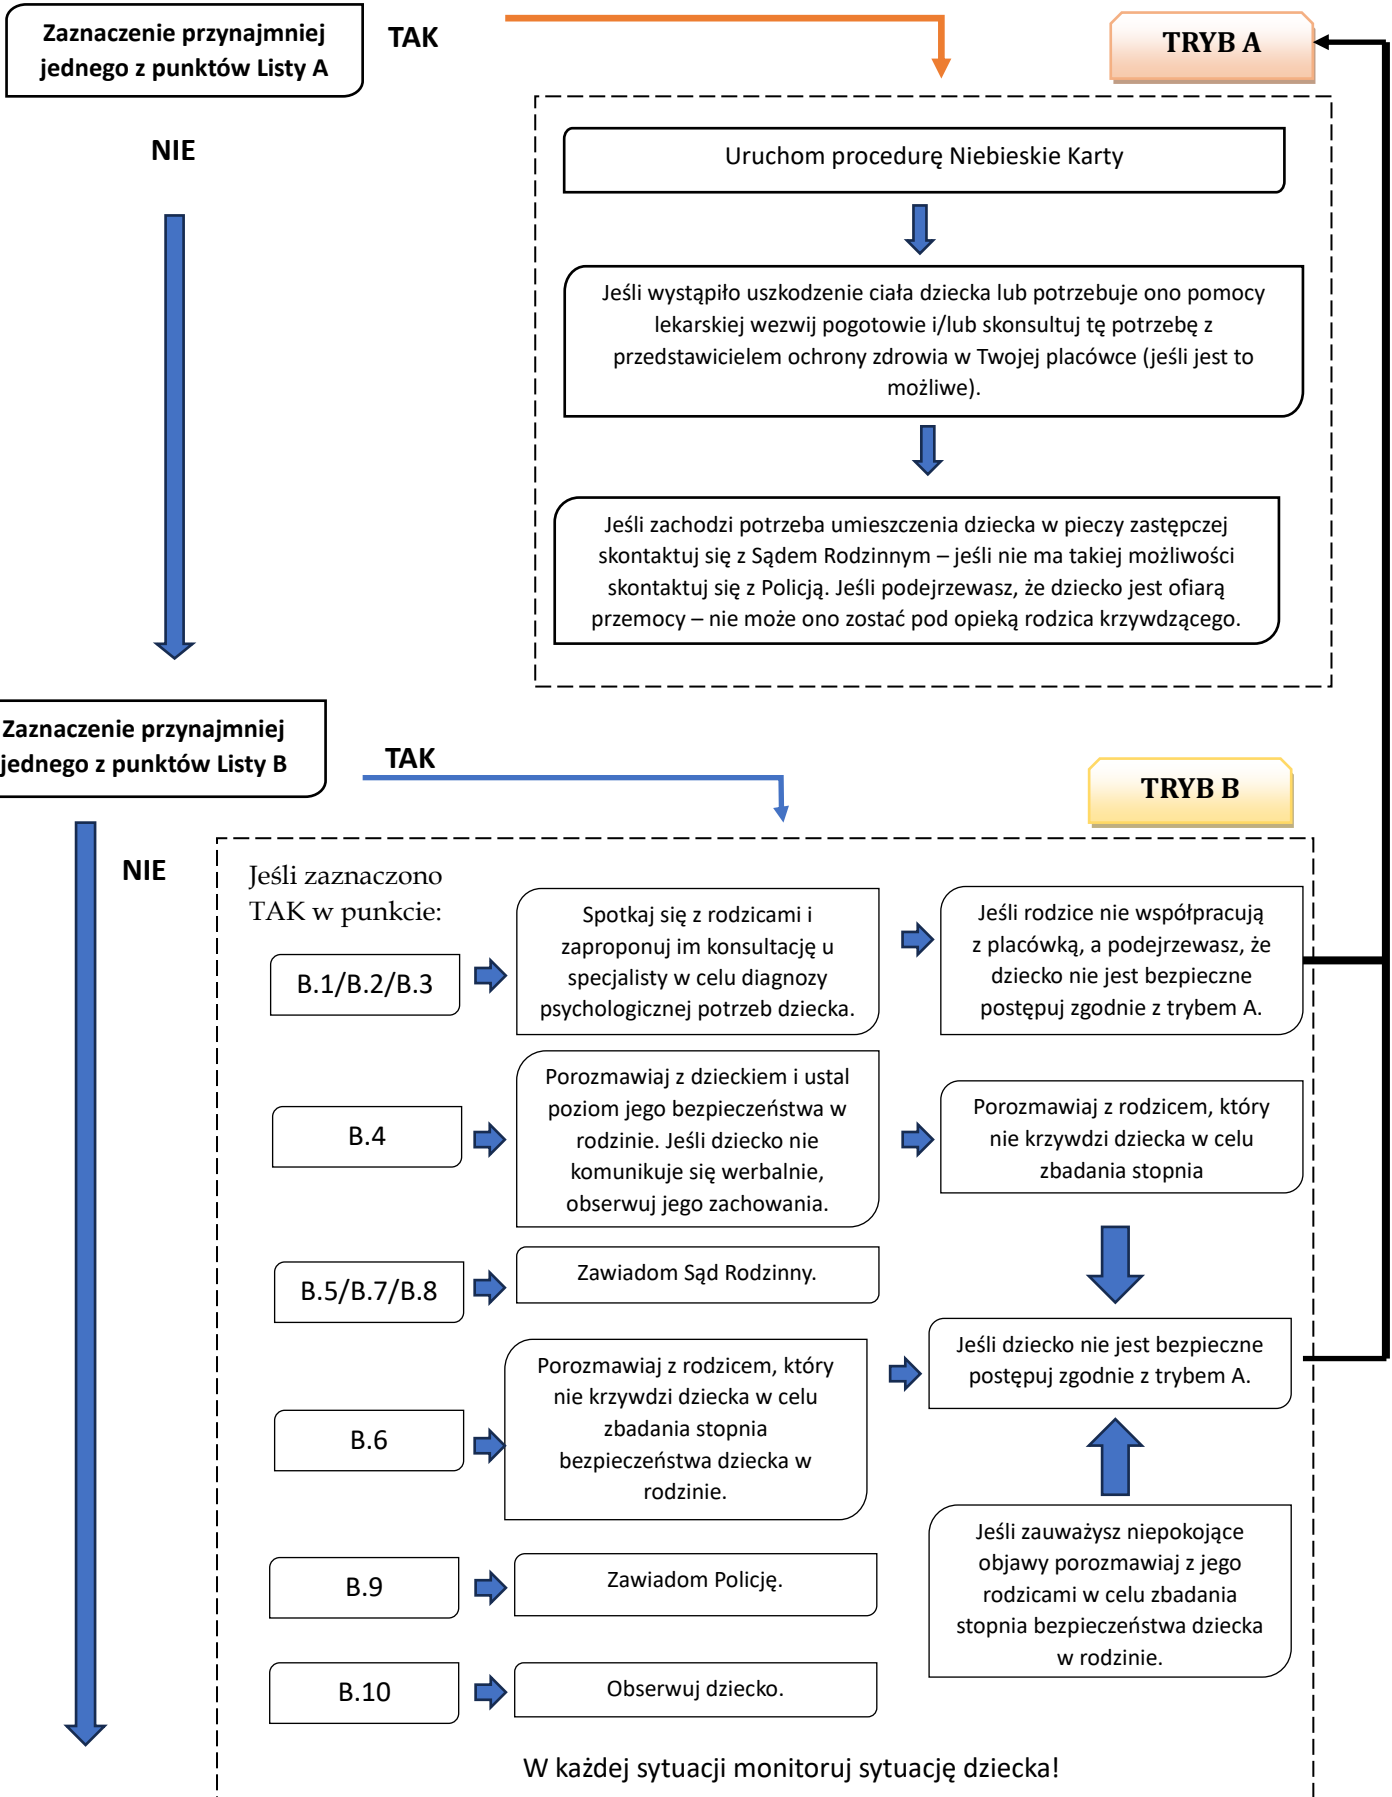 Zaznaczenie przynajmniej
jednego z punktów Listy A
TAK
TRYB A
NIE
Uruchom procedurę Niebieskie Karty
Jeśli wystąpiło uszkodzenie ciała dziecka lub potrzebuje ono pomocy
lekarskiej wezwij pogotowie i/lub skonsultuj tę potrzebę z
przedstawicielem ochrony zdrowia w Twojej placówce (jeśli jest to
możliwe).
Jeśli zachodzi potrzeba umieszczenia dziecka w pieczy zastępczej
skontaktuj się z Sądem Rodzinnym – jeśli nie ma takiej możliwości
skontaktuj się z Policją. Jeśli podejrzewasz, że dziecko jest ofiarą
przemocy – nie może ono zostać pod opieką rodzica krzywdzącego.
Zaznaczenie przynajmniej
jednego z punktów Listy B
TAK
TRYB B
NIE
Jeśli zaznaczono
TAK w punkcie:
B.1/B.2/B.3
Spotkaj się z rodzicami i
zaproponuj im konsultację u
specjalisty w celu diagnozy
psychologicznej potrzeb dziecka.
Jeśli rodzice nie współpracują
z placówką, a podejrzewasz, że
dziecko nie jest bezpieczne
postępuj zgodnie z trybem A.
B.4
Porozmawiaj z dzieckiem i ustal
poziom jego bezpieczeństwa w
rodzinie. Jeśli dziecko nie
komunikuje się werbalnie,
obserwuj jego zachowania.
Porozmawiaj z rodzicem, który
nie krzywdzi dziecka w celu
zbadania stopnia
B.5/B.7/B.8
Zawiadom Sąd Rodzinny.
Jeśli dziecko nie jest bezpieczne
postępuj zgodnie z trybem A.
B.6
Porozmawiaj z rodzicem, który
nie krzywdzi dziecka w celu
zbadania stopnia
bezpieczeństwa dziecka w
rodzinie.
Jeśli zauważysz niepokojące
objawy porozmawiaj z jego
rodzicami w celu zbadania
stopnia bezpieczeństwa dziecka
w rodzinie.
B.9
Zawiadom Policję.
B.10
Obserwuj dziecko.
W każdej sytuacji monitoruj sytuację dziecka!